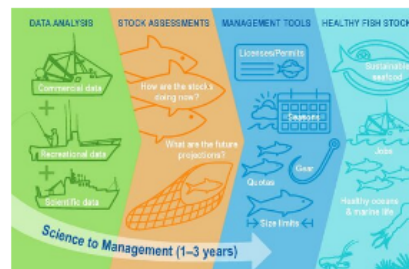 DATA ANALYSIS
Commercial data
+
Recreational data
+
Scientific data
STOCK ASSESSMENTS
How are the stocks
doing now?
What are the future
projections?
MANAGEMENT TOOLS
Licenses/Permits
Seasons
Quotas
Gear
Size limits
HEALTHY FISH STOCK
Sustainable
seafood
Jobs
Healthy oceans
& marine life
Science to Management (1–3 years)